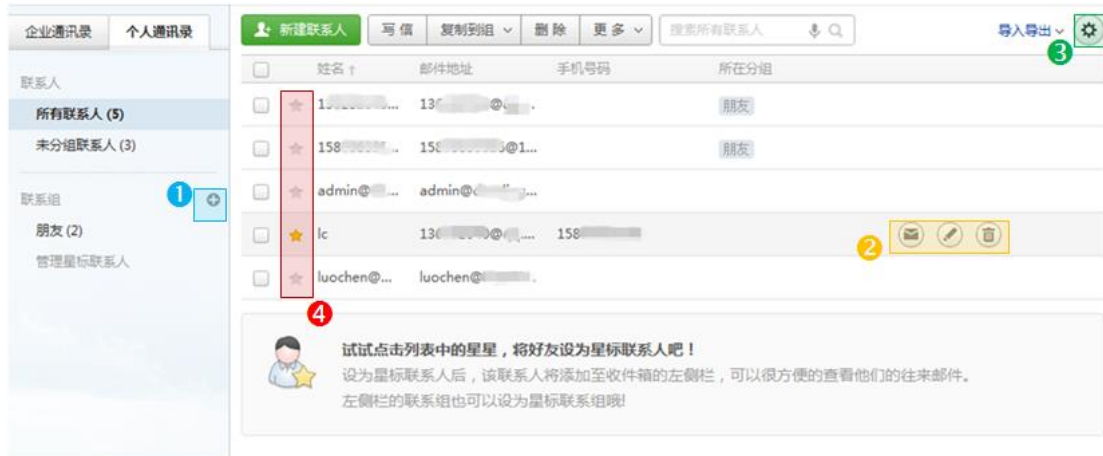 企业通讯录 个人通讯录
新建联系人 写 信 复制到组 删 除 更 多 搜索所有联系人 导入导出
3
联系人
所有联系人 (5)
未分组联系人 (3)
1
联系组
朋友 (2)
管理星标联系人
姓名↑ 邮件地址 手机号码 所在分组
朋友
158 ... 158 @1... 朋友
admin@ ... admin@ ...
lc 158
2
luochen@... luochen@
4
试试点击列表中的星星，将好友设为星标联系人吧！
设为星标联系人后，该联系人将添加至收件箱的左侧栏，可以很方便的查看他们的往来邮件。
左侧栏的联系组也可以设为星标联系组哦!